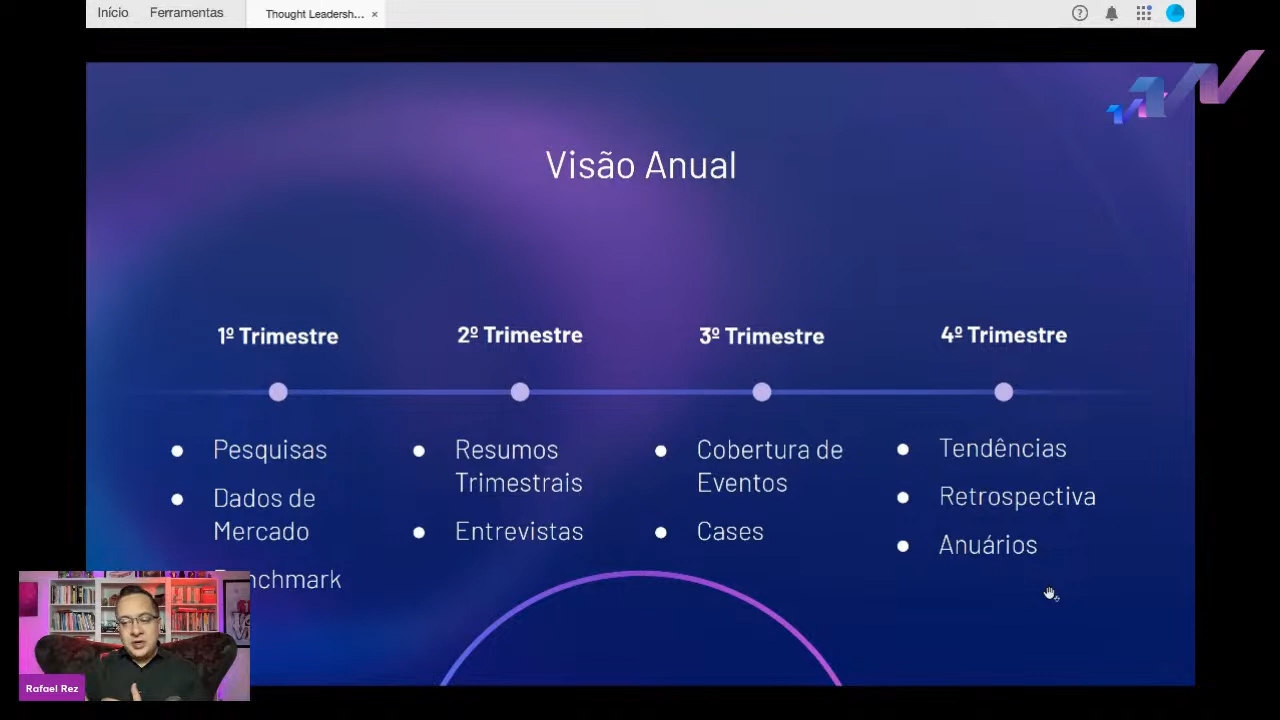 Início Ferramentas Thought Leadersh... ×
Visão Anual
1º Trimestre 2º Trimestre 3º Trimestre 4º Trimestre
Pesquisas
Dados de
Mercado
Resumos
Trimestrais
Entrevistas
Cobertura de
Eventos
Cases
Tendências
Retrospectiva
Anuários
Rafael Rez